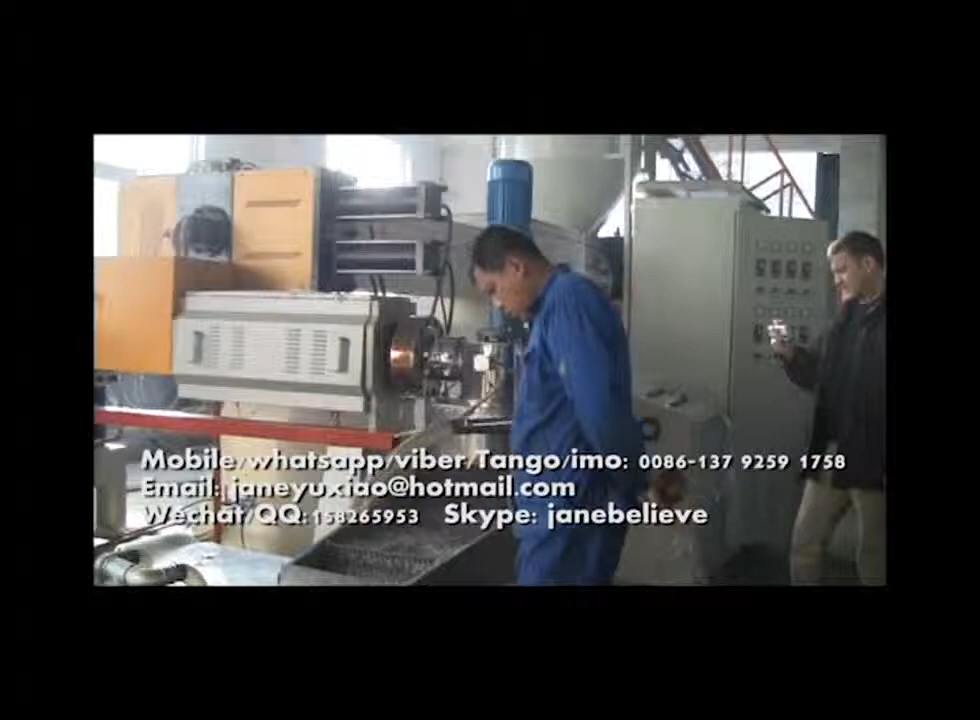 Mobile/whatsapp/viber/Tango/imo: 0086-137 9259 1758
Email: janeyuxiao@hotmail.com
Wechat/QQ: 158265953 Skype: janebelieve